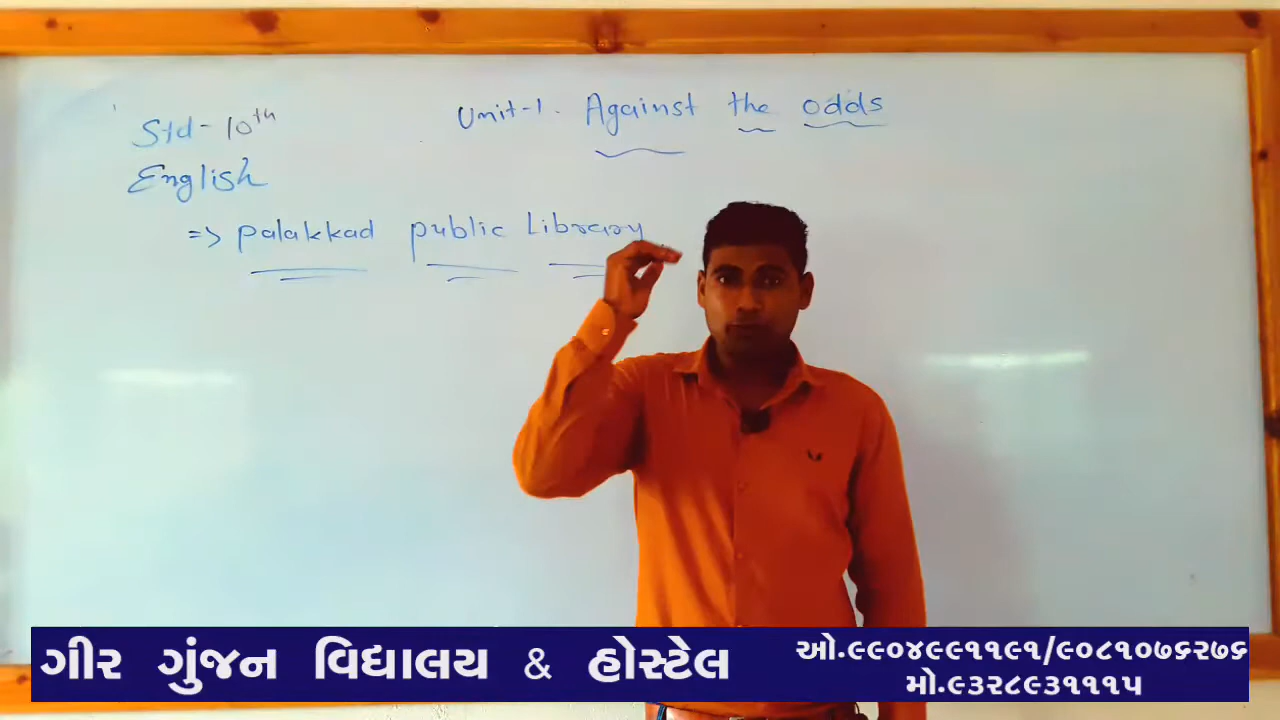 Unit-1. Against the odds
Std- 10th
English
=> Palakkad public Library
ગીર ગુંજન વિદ્યાલય & હોસ્ટેલ
ઓ.૯૯૦૪૯૯૧૧૯૧/૯૦૮૧૦૭૬૨૭૬
મો.૯૩૨૮૯૩૧૧૧૫